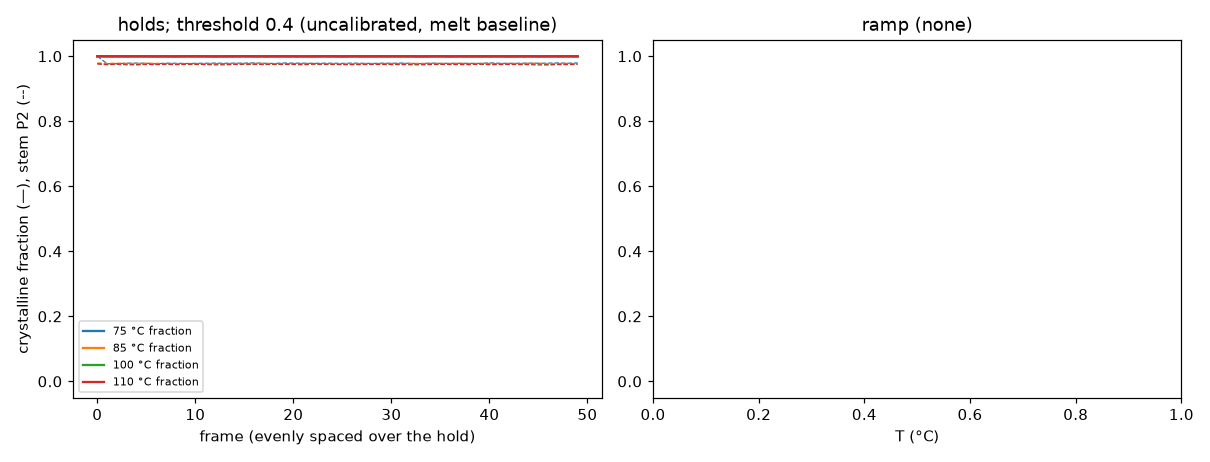 holds; threshold 0.4 (uncalibrated, melt baseline)
crystalline fraction (—), stem P2 (--)
1.0
0.8
0.6
0.4
0.2
0.0
75 °C fraction
85 °C fraction
100 °C fraction
110 °C fraction
0 10 20 30 40 50
frame (evenly spaced over the hold)
ramp (none)
1.0
0.8
0.6
0.4
0.2
0.0
0.0 0.2 0.4 0.6 0.8 1.0
T (°C)